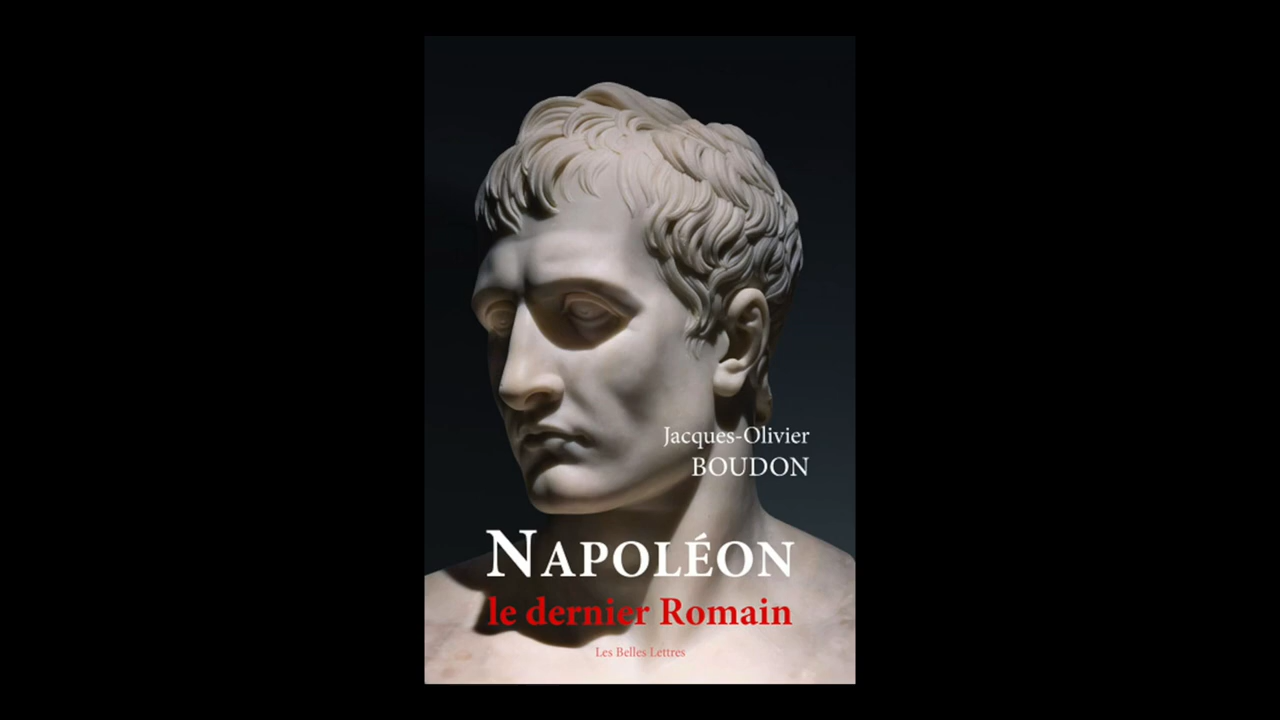 Jacques-Olivier
BOUDON
NAPOLÉON
le dernier Romain
Les Belles Lettres